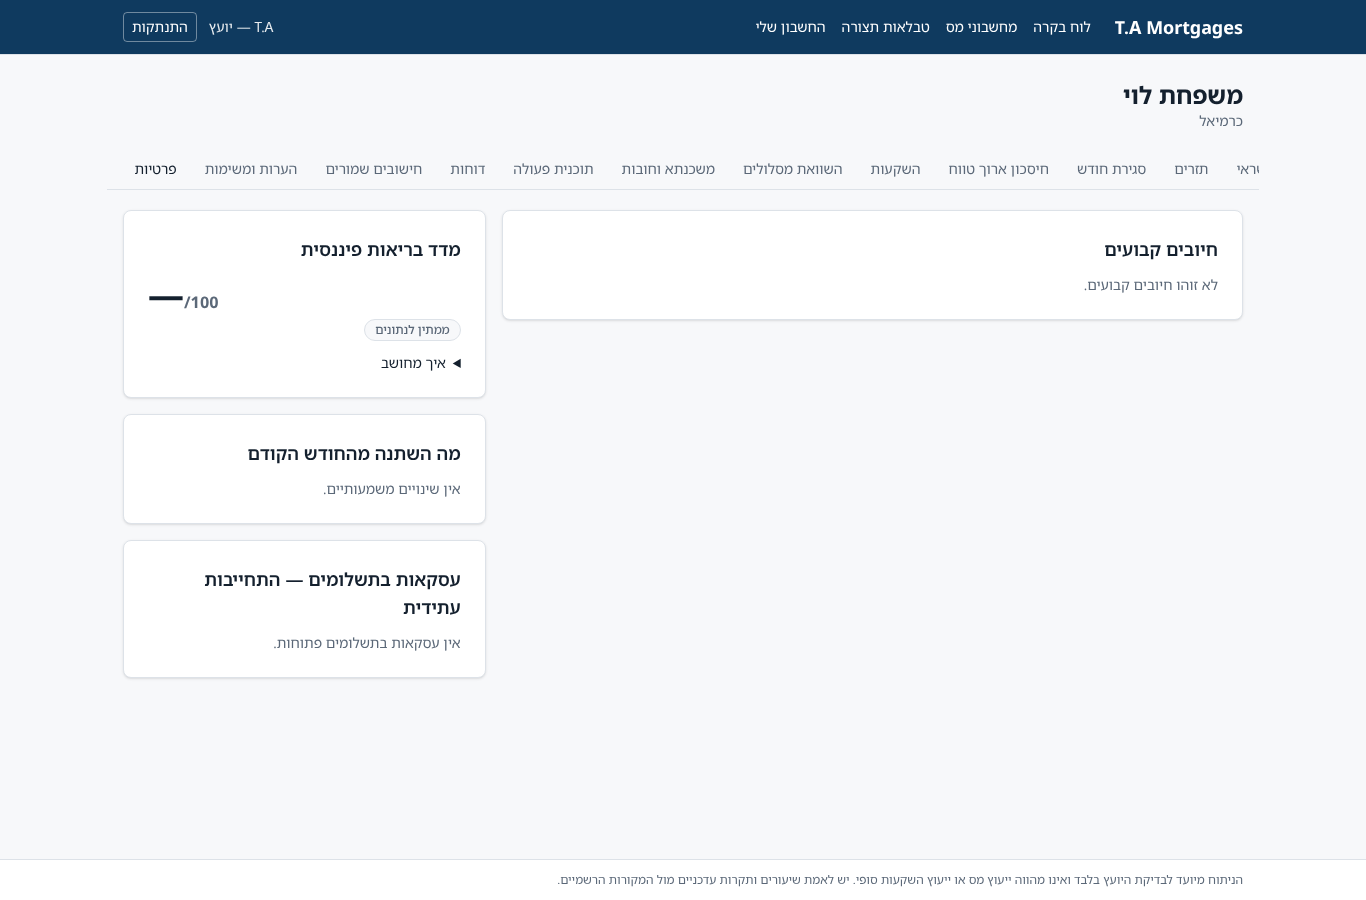 T.A Mortgages
לוח בקרה
מחשבוני מס
טבלאות תצורה
החשבון שלי
T.A — יועץ
התנתקות
משפחת לוי
כרמיאל
תזרים
סגירת חודש
חיסכון ארוך טווח
השקעות
השוואת מסלולים
משכנתא וחובות
תוכנית פעולה
דוחות
חישובים שמורים
הערות ומשימות
פרטיות
חיובים קבועים
לא זוהו חיובים קבועים.
מדד בריאות פיננסית
—/100
ממתין לנתונים
איך מחושב
מה השתנה מהחודש הקודם
אין שינויים משמעותיים.
עסקאות בתשלומים — התחייבות
עתידית
אין עסקאות בתשלומים פתוחות.
הניתוח מיועד לבדיקת היועץ בלבד ואינו מהווה ייעוץ מס או ייעוץ השקעות סופי. יש לאמת שיעורים ותקרות עדכניים מול המקורות הרשמיים.